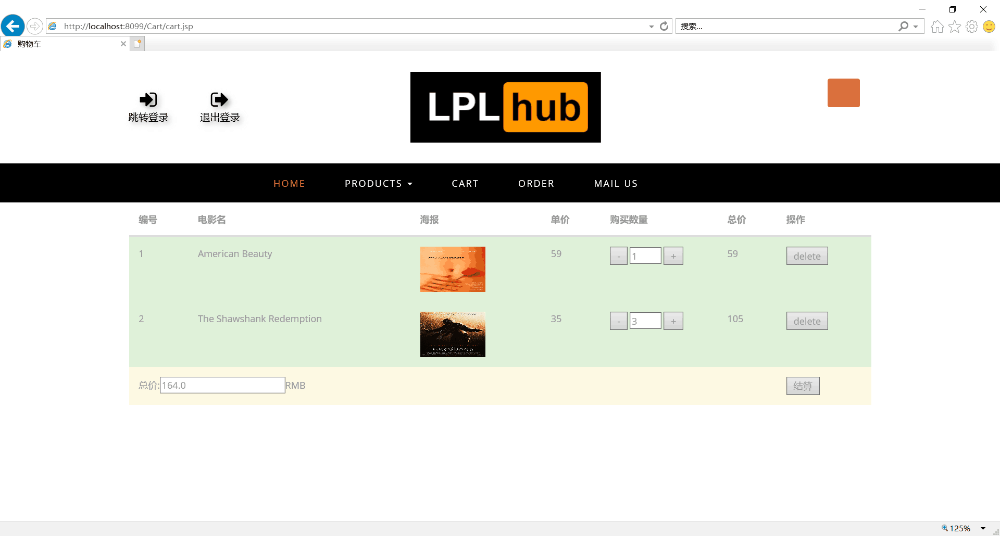 http://localhost:8099/Cart/cart.jsp
搜索...
购物车
跳转登录
退出登录
LPL hub
HOME PRODUCTS CART ORDER MAIL US
编号 电影名 海报 单价 购买数量 总价 操作
1 American Beauty 59 - 1 + 59 delete
AMERICAN BEAUTY
2 The Shawshank Redemption 35 - 3 + 105 delete
总价:164.0RMB 结算
125%